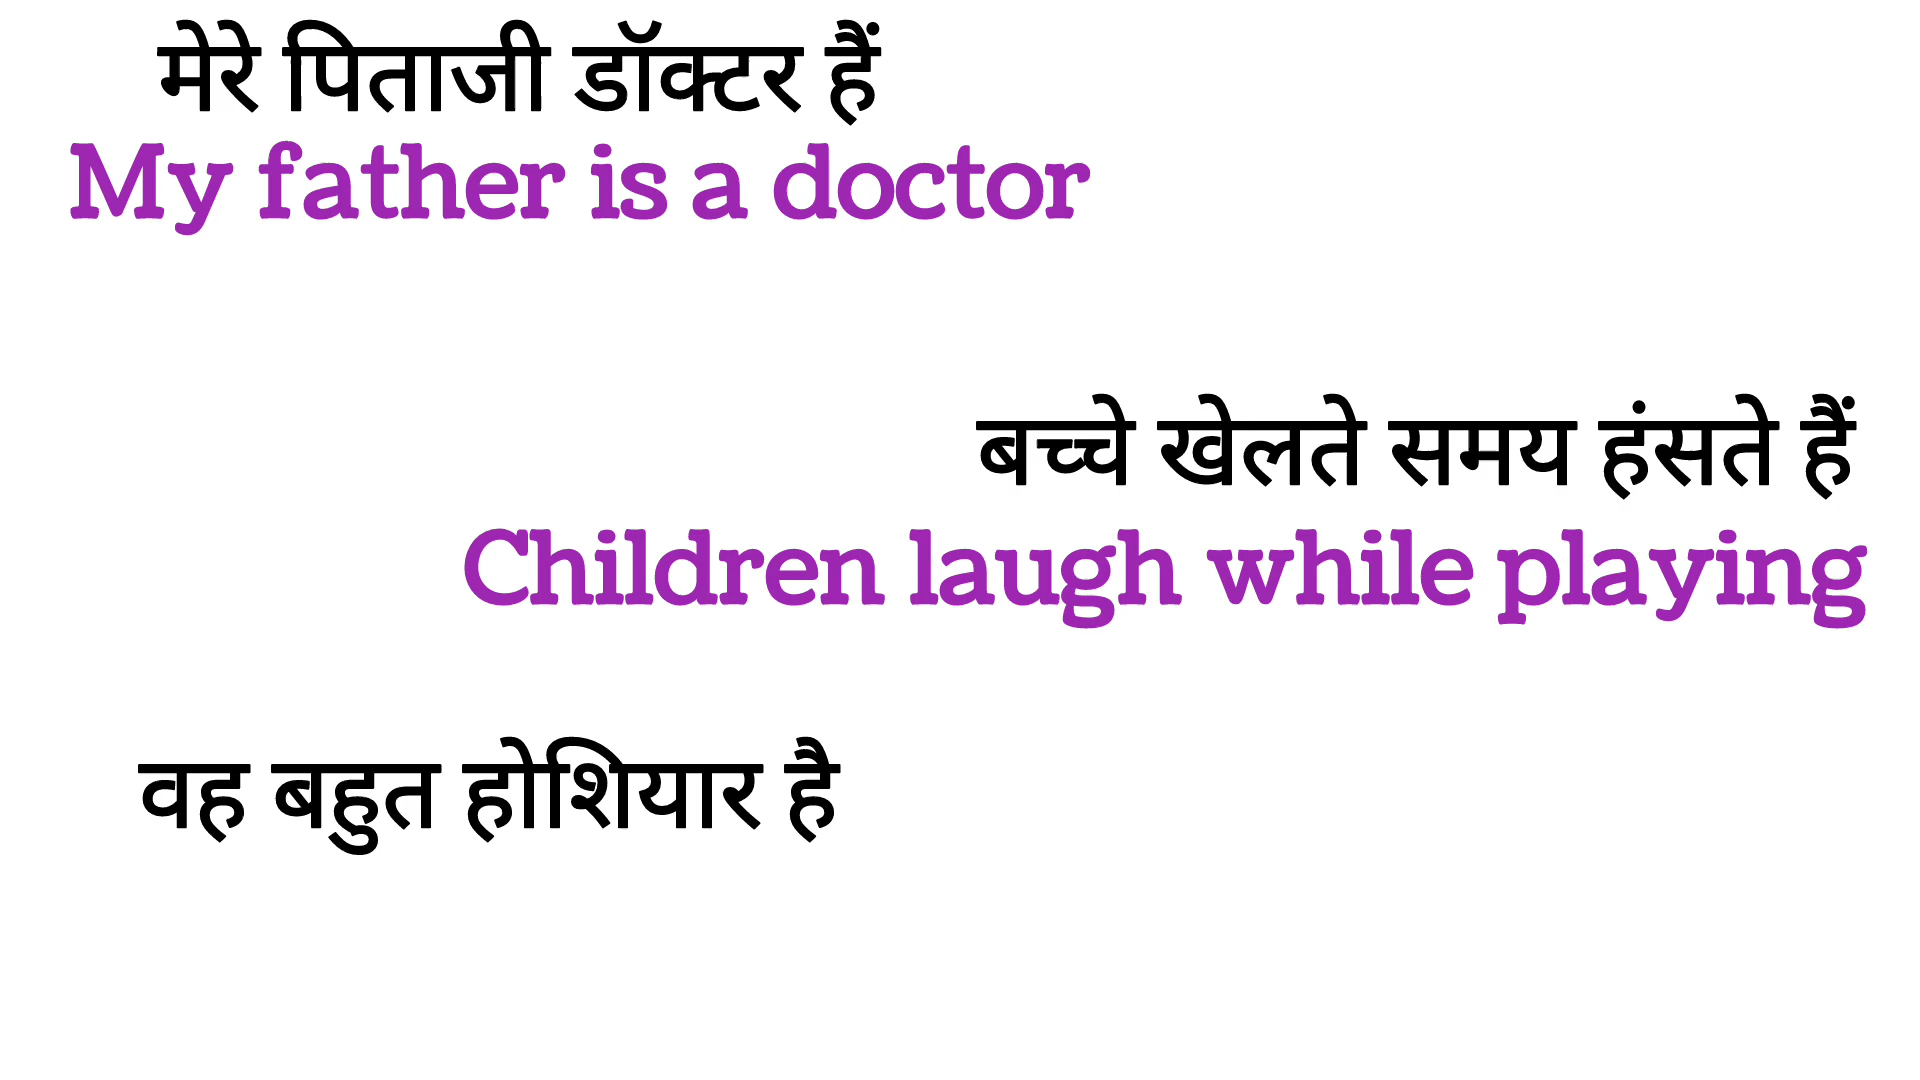 मेरे पिताजी डॉक्टर हैं
My father is a doctor
बच्चे खेलते समय हंसते हैं
Children laugh while playing
वह बहुत होशियार है